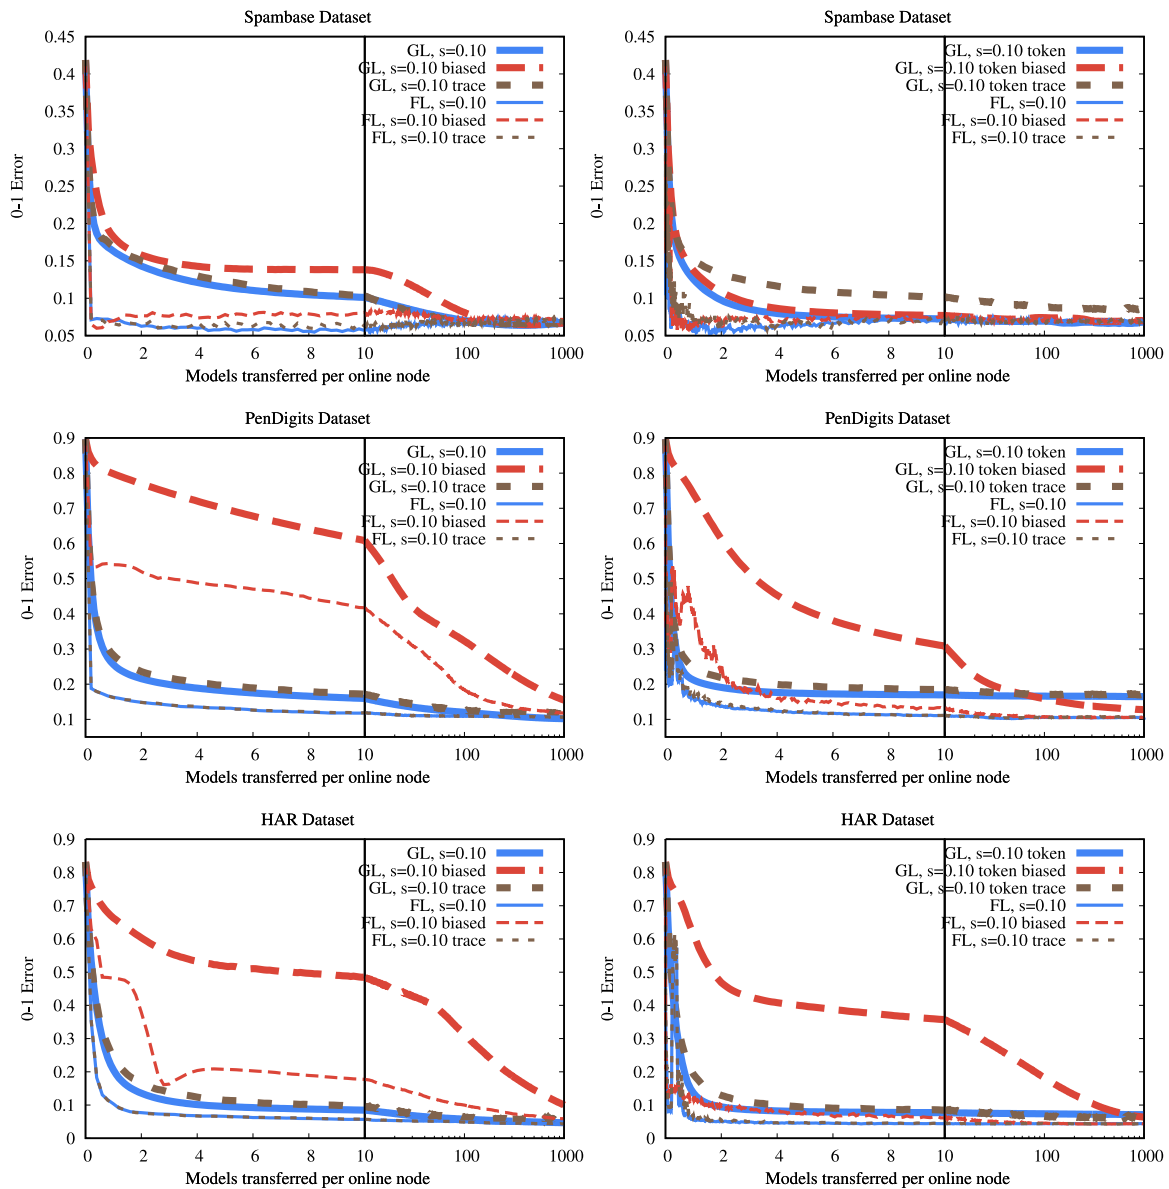 Spambase Dataset
0.45
0.4
0.35
0.3
0.25
0.2
0.15
0.1
0.05
0-1 Error
GL, s=0.10
GL, s=0.10 biased
GL, s=0.10 trace
FL, s=0.10
FL, s=0.10 biased
FL, s=0.10 trace
0 2 4 6 8 10 100 1000
Models transferred per online node
Spambase Dataset
0.45
0.4
0.35
0.3
0.25
0.2
0.15
0.1
0.05
0-1 Error
GL, s=0.10 token
GL, s=0.10 token biased
GL, s=0.10 token trace
FL, s=0.10
FL, s=0.10 biased
FL, s=0.10 trace
0 2 4 6 8 10 100 1000
Models transferred per online node
PenDigits Dataset
0.9
0.8
0.7
0.6
0.5
0.4
0.3
0.2
0.1
0-1 Error
GL, s=0.10
GL, s=0.10 biased
GL, s=0.10 trace
FL, s=0.10
FL, s=0.10 biased
FL, s=0.10 trace
0 2 4 6 8 10 100 1000
Models transferred per online node
PenDigits Dataset
0.9
0.8
0.7
0.6
0.5
0.4
0.3
0.2
0.1
0-1 Error
GL, s=0.10 token
GL, s=0.10 token biased
GL, s=0.10 token trace
FL, s=0.10
FL, s=0.10 biased
FL, s=0.10 trace
0 2 4 6 8 10 100 1000
Models transferred per online node
HAR Dataset
0.9
0.8
0.7
0.6
0.5
0.4
0.3
0.2
0.1
0
0-1 Error
GL, s=0.10
GL, s=0.10 biased
GL, s=0.10 trace
FL, s=0.10
FL, s=0.10 biased
FL, s=0.10 trace
0 2 4 6 8 10 100 1000
Models transferred per online node
HAR Dataset
0.9
0.8
0.7
0.6
0.5
0.4
0.3
0.2
0.1
0
0-1 Error
GL, s=0.10 token
GL, s=0.10 token biased
GL, s=0.10 token trace
FL, s=0.10
FL, s=0.10 biased
FL, s=0.10 trace
0 2 4 6 8 10 100 1000
Models transferred per online node